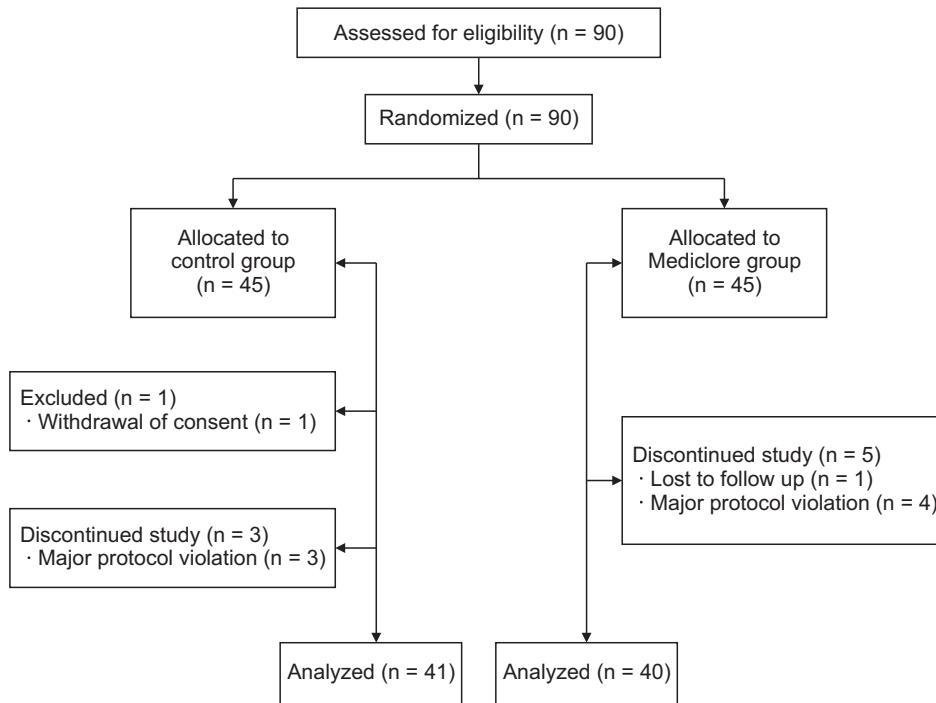 Assessed for eligibility (n = 90)
Randomized (n = 90)
Allocated to
control group
(n = 45)
Allocated to
Mediclore group
(n = 45)
Excluded (n = 1)
· Withdrawal of consent (n = 1)
Discontinued study (n = 5)
· Lost to follow up (n = 1)
· Major protocol violation (n = 4)
Discontinued study (n = 3)
· Major protocol violation (n = 3)
Analyzed (n = 41)
Analyzed (n = 40)